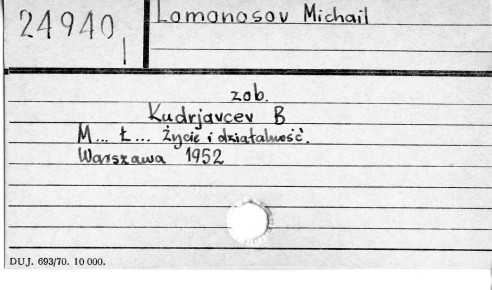 24940 Lomonosov Michail
I
zob.
Kudrjavcev B
M... Ł... Życie i działalność.
Warszawa 1952
DUJ. 693/70. 10 000.